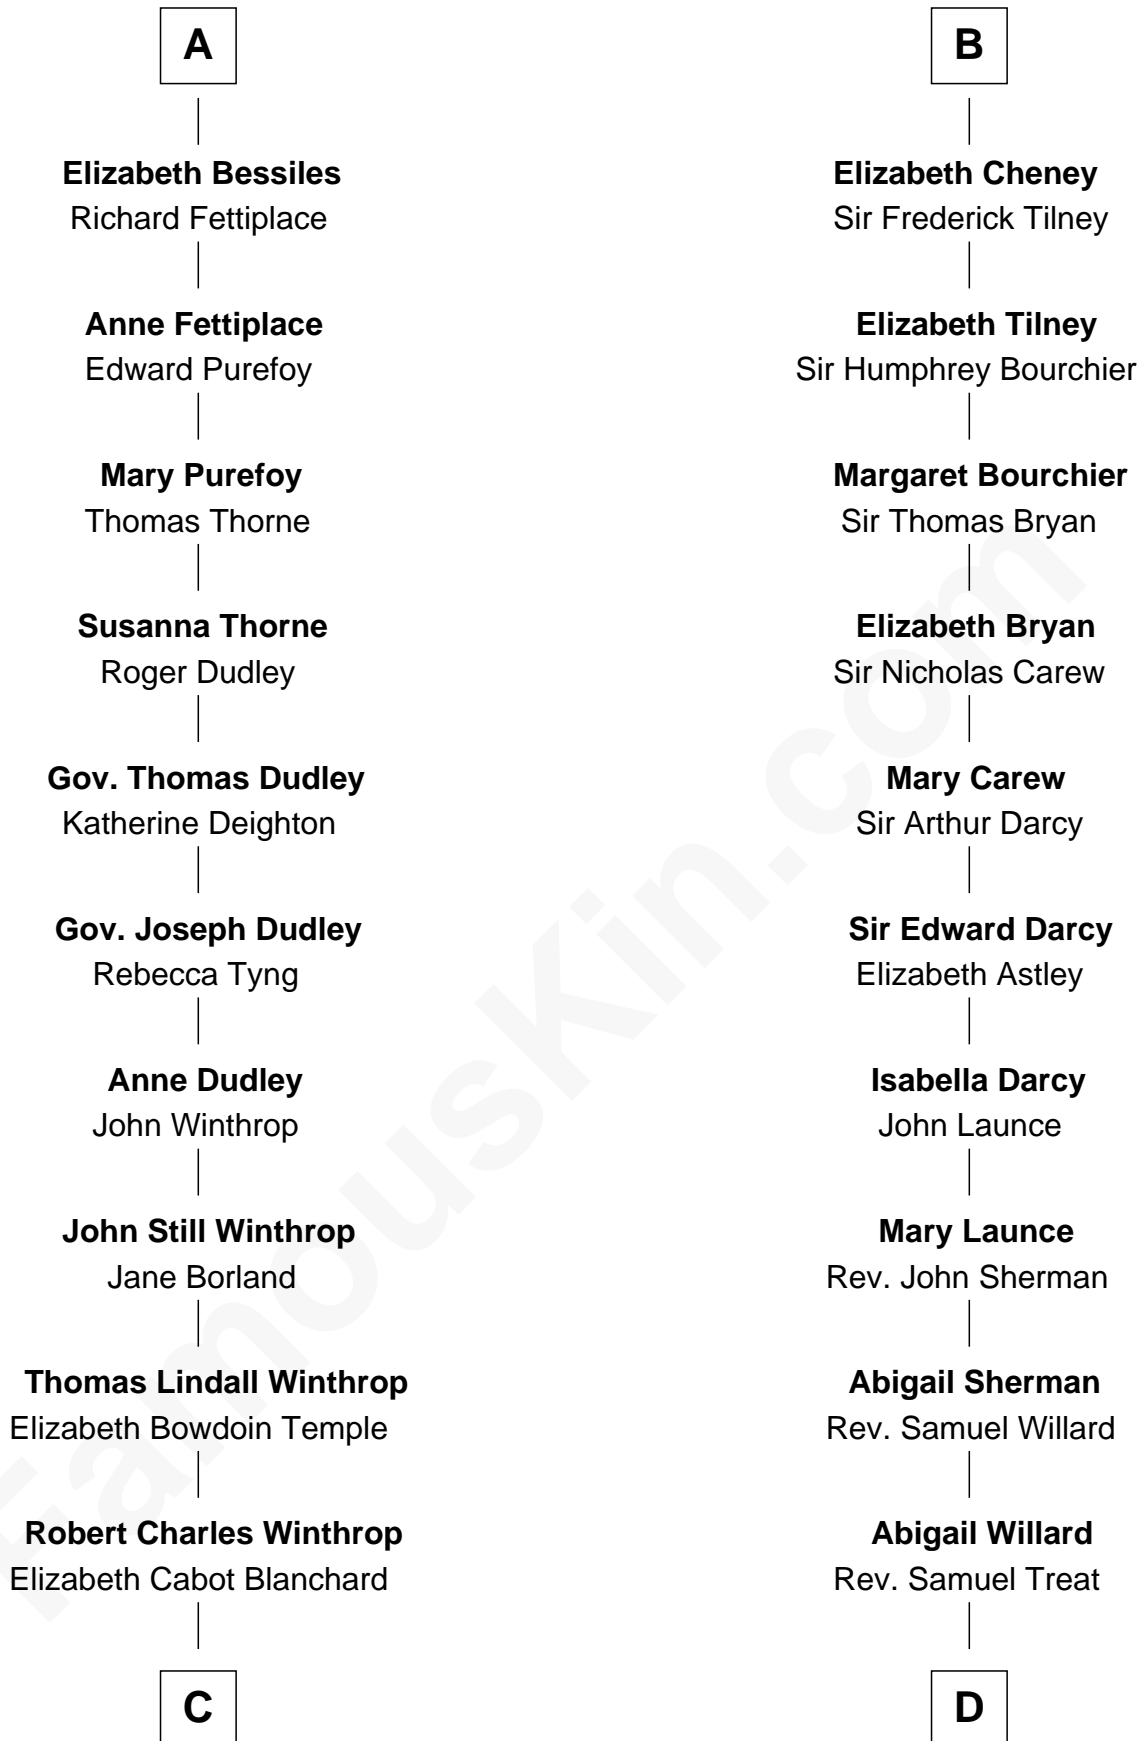 A
Elizabeth Bessiles
Richard Fettiplace
Anne Fettiplace
Edward Purefoy
Mary Purefoy
Thomas Thorne
Susanna Thorne
Roger Dudley
Gov. Thomas Dudley
Katherine Deighton
Gov. Joseph Dudley
Rebecca Tyng
Anne Dudley
John Winthrop
John Still Winthrop
Jane Borland
Thomas Lindall Winthrop
Elizabeth Bowdoin Temple
Robert Charles Winthrop
Elizabeth Cabot Blanchard
C
B
Elizabeth Cheney
Sir Frederick Tilney
Elizabeth Tilney
Sir Humphrey Bourchier
Margaret Bourchier
Sir Thomas Bryan
Elizabeth Bryan
Sir Nicholas Carew
Mary Carew
Sir Arthur Darcy
Sir Edward Darcy
Elizabeth Astley
Isabella Darcy
John Launce
Mary Launce
Rev. John Sherman
Abigail Sherman
Rev. Samuel Willard
Abigail Willard
Rev. Samuel Treat
D
FamousKin.com